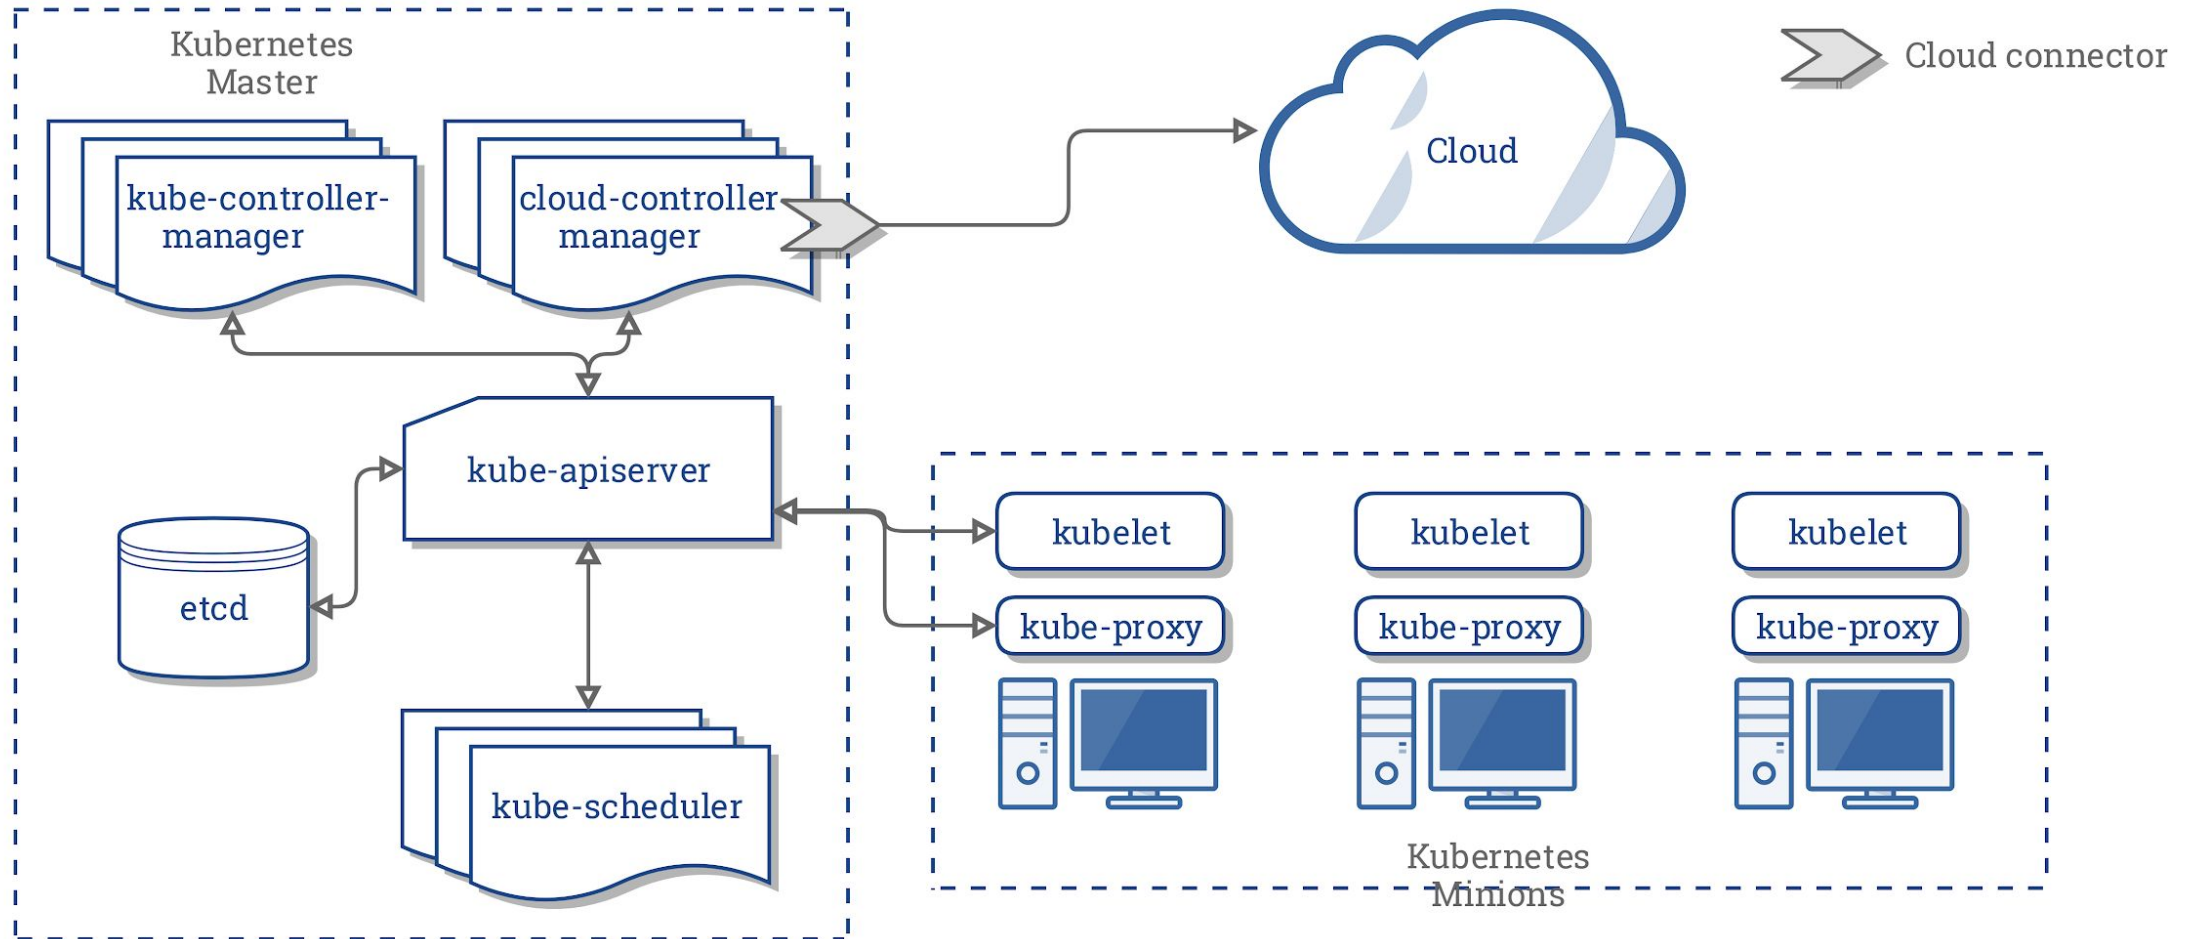 Kubernetes
Master
Cloud connector
kube-controller-
manager
cloud-controller
manager
Cloud
kube-apiserver
etcd
kube-scheduler
kubelet
kubelet
kubelet
kube-proxy
kube-proxy
kube-proxy
Kubernetes
Minions